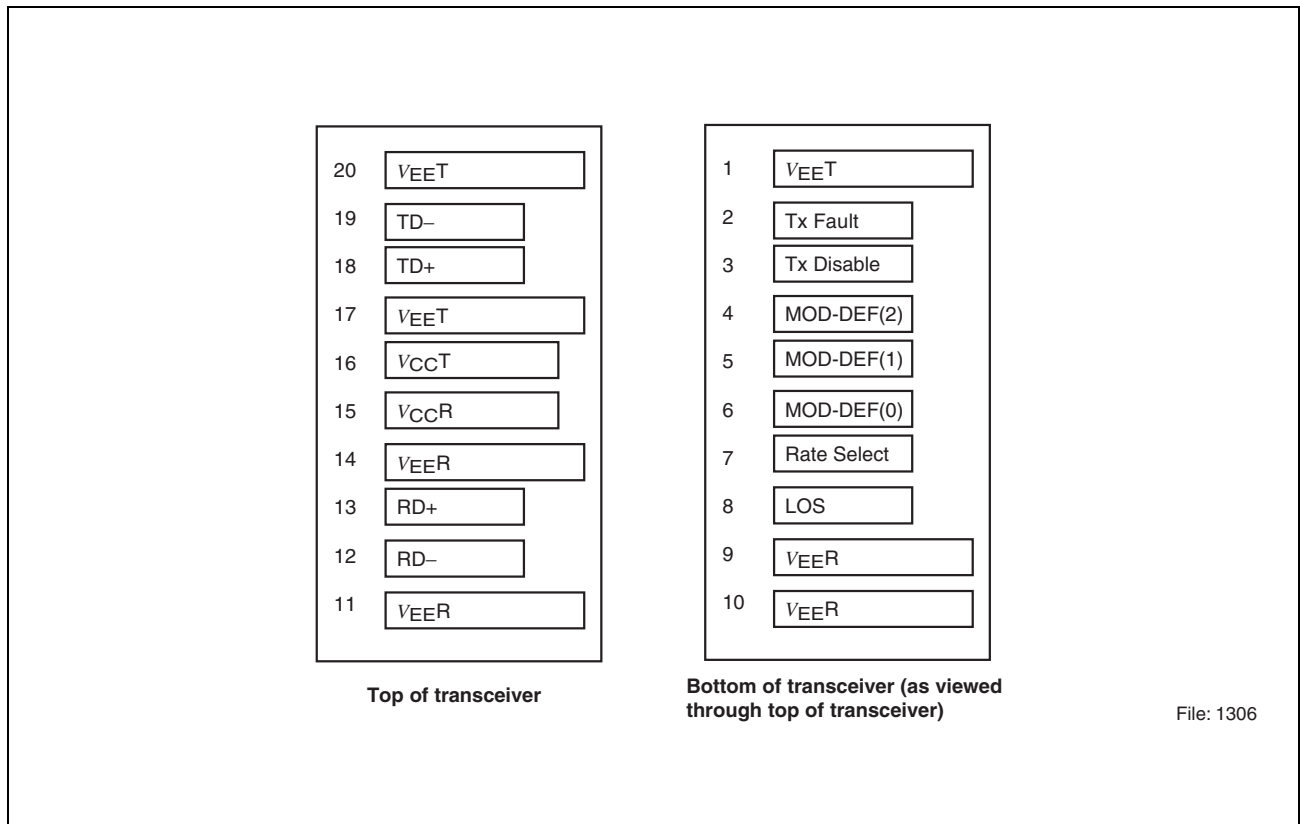 20 VEET
19 TD–
18 TD+
17 VEET
16 VCCT
15 VCCR
14 VEER
13 RD+
12 RD–
11 VEER
Top of transceiver
1 VEET
2 Tx Fault
3 Tx Disable
4 MOD-DEF(2)
5 MOD-DEF(1)
6 MOD-DEF(0)
7 Rate Select
8 LOS
9 VEER
10 VEER
Bottom of transceiver (as viewed
through top of transceiver)
File: 1306